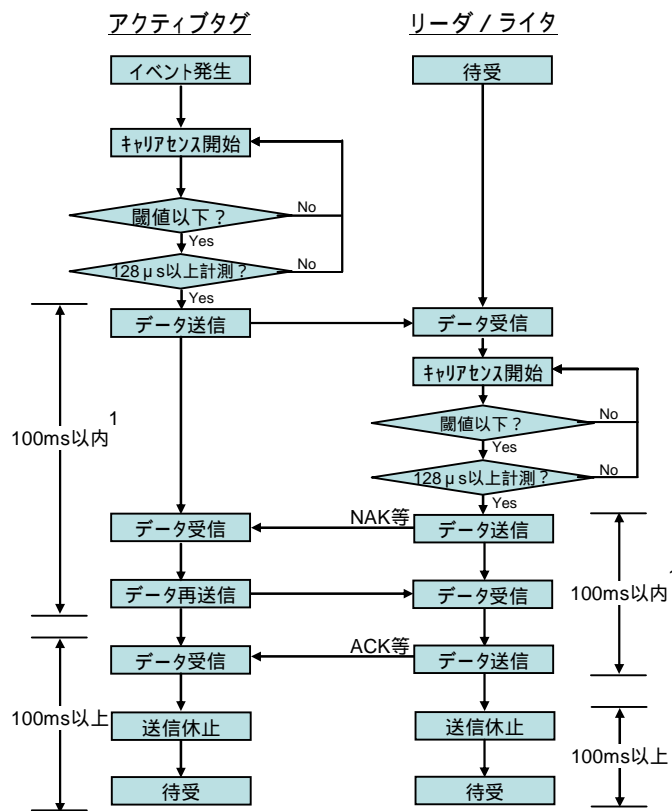 アクティブタグ
リーダ / ライタ
イベント発生
待受
キャリアセンス開始
閾値以下？
No
Yes
128μs以上計測？
No
Yes
データ送信
データ受信
キャリアセンス開始
閾値以下？
No
Yes
128μs以上計測？
No
Yes
100ms以内 1
データ受信
NAK等
データ送信
データ再送信
データ受信
100ms以内
データ受信
ACK等
データ送信
100ms以上
送信休止
送信休止
100ms以上
待受
待受